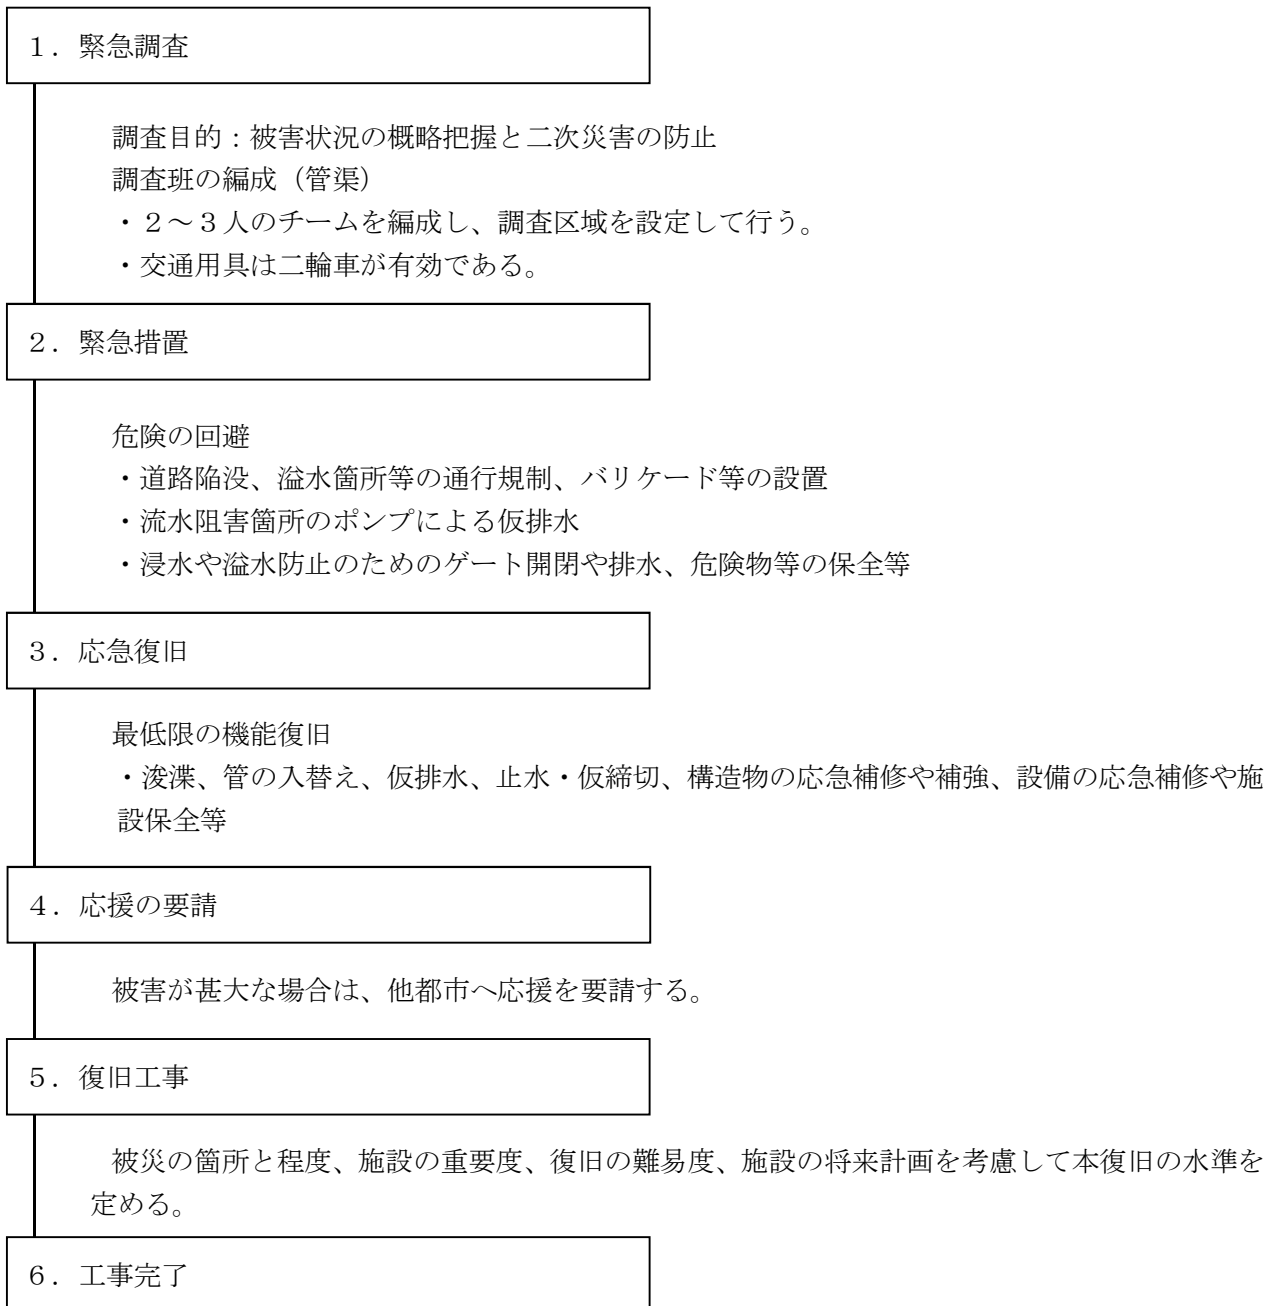 １．緊急調査
調査目的：被害状況の概略把握と二次災害の防止
調査班の編成（管渠）
・２～３人のチームを編成し、調査区域を設定して行う。
・交通用具は二輪車が有効である。
２．緊急措置
危険の回避
・道路陥没、溢水箇所等の通行規制、バリケード等の設置
・流水阻害箇所のポンプによる仮排水
・浸水や溢水防止のためのゲート開閉や排水、危険物等の保全等
３．応急復旧
最低限の機能復旧
・浚渫、管の入替え、仮排水、止水・仮締切、構造物の応急補修や補強、設備の応急補修や施
設保全等
４．応援の要請
被害が甚大な場合は、他都市へ応援を要請する。
５．復旧工事
被災の箇所と程度、施設の重要度、復旧の難易度、施設の将来計画を考慮して本復旧の水準を
定める。
６．工事完了